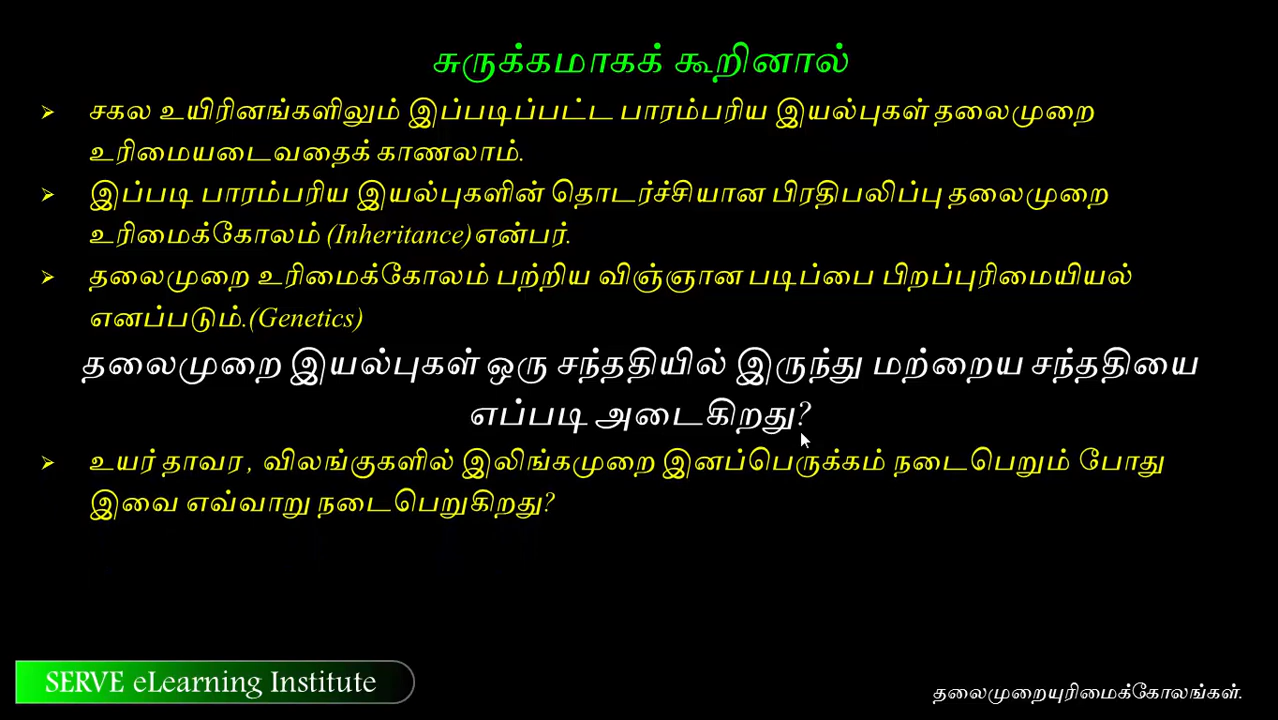 சுருக்கமாகக் கூறினால்
சகல உயிரினங்களிலும் இப்படிப்பட்ட பாரம்பரிய இயல்புகள் தலைமுறை
உரிமையடைவதைக் காணலாம்.
இப்படி பாரம்பரிய இயல்புகளின் தொடர்ச்சியான பிரதிபலிப்பு தலைமுறை
உரிமைக்கோலம் (Inheritance)என்பர்.
தலைமுறை உரிமைக்கோலம் பற்றிய விஞ்ஞான படிப்பை பிறப்புரிமையியல்
எனப்படும்.(Genetics)
தலைமுறை இயல்புகள் ஒரு சந்ததியில் இருந்து மற்றைய சந்ததியை
எப்படி அடைகிறது?
உயர் தாவர , விலங்குகளில் இலிங்கமுறை இனப்பெருக்கம் நடைபெறும் போது
இவை எவ்வாறு நடைபெறுகிறது?
SERVE eLearning Institute
தலைமுறையுரிமைக்கோலங்கள்.